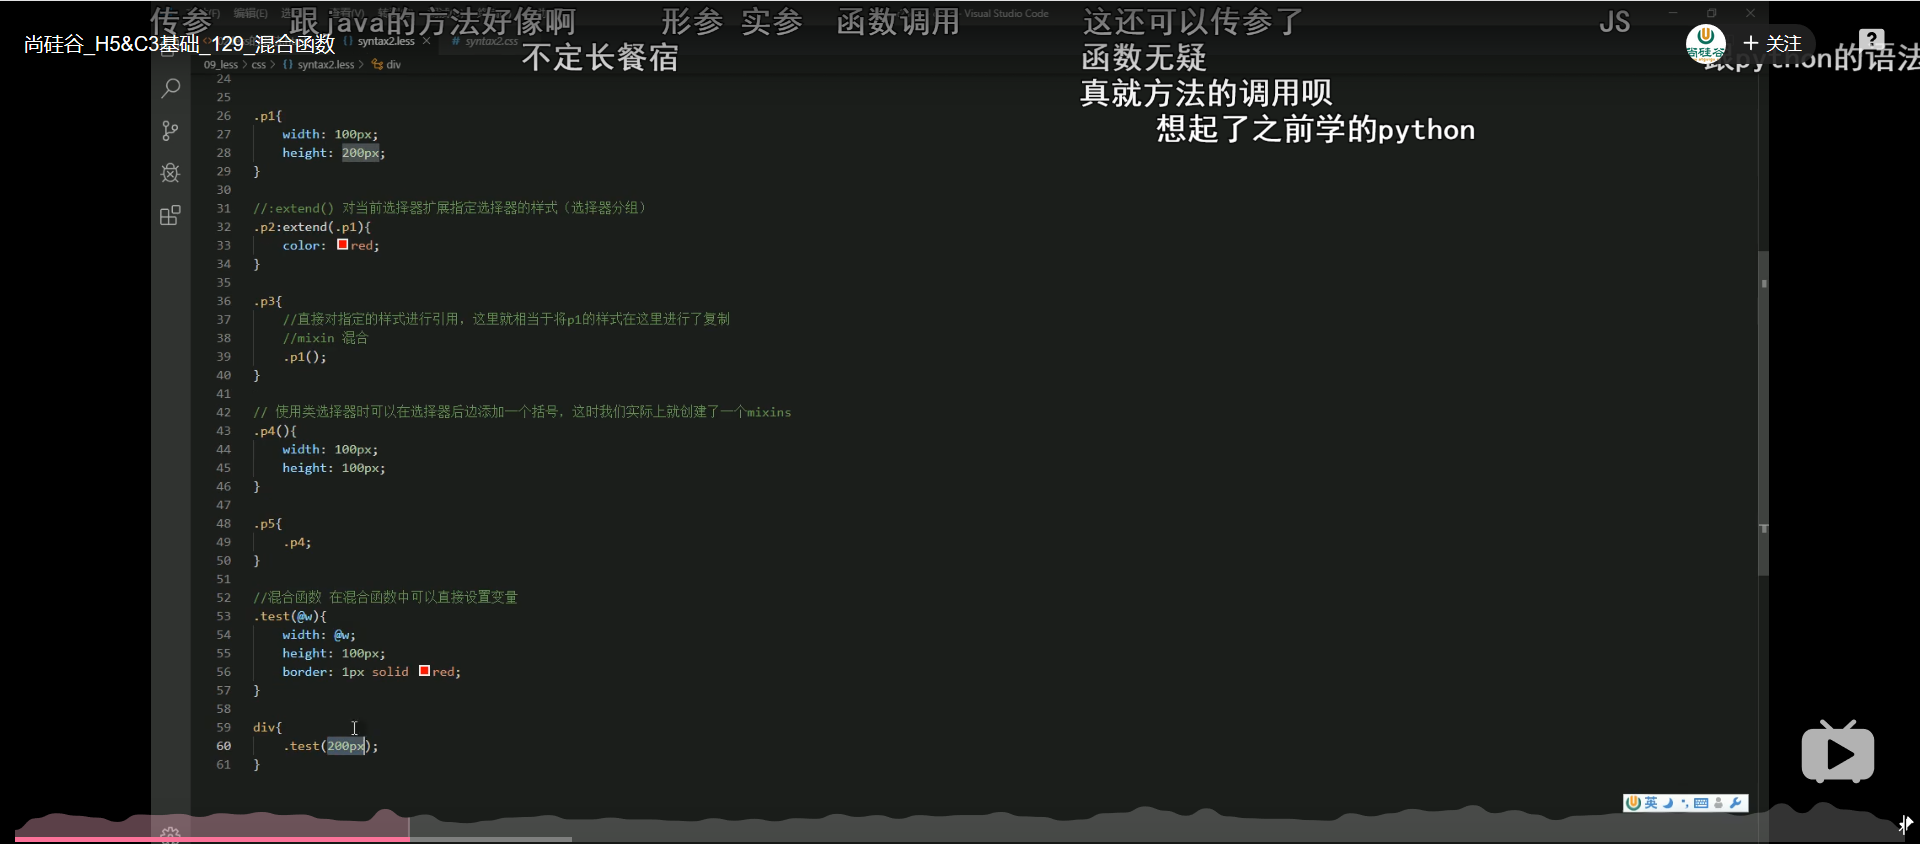 传参 跟java的方法好像啊 形参 实参 函数调用 这还可以传参了 JS
编辑(E) Visual Studio Code
尚硅谷_H5&C3基础_129_混合函数 syntax2.less # syntax2.css + 关注
不定长餐宿 函数无疑 跟python的语法
09_less > css > {} syntax2.less > div
真就方法的调用呗
想起了之前学的python
24
25
26 .p1{
27 width: 100px;
28 height: 200px;
29 }
30
31 //:extend() 对当前选择器扩展指定选择器的样式（选择器分组）
32 .p2:extend(.p1){
33 color: red;
34 }
35
36 .p3{
37 //直接对指定的样式进行引用，这里就相当于将p1的样式在这里进行了复制
38 //mixin 混合
39 .p1();
40 }
41
42 // 使用类选择器时可以在选择器后边添加一个括号，这时我们实际上就创建了一个mixins
43 .p4(){
44 width: 100px;
45 height: 100px;
46 }
47
48 .p5{
49 .p4;
50 }
51
52 //混合函数 在混合函数中可以直接设置变量
53 .test(@w){
54 width: @w;
55 height: 100px;
56 border: 1px solid red;
57 }
58
59 div{
60 .test(200px);
61 }
英